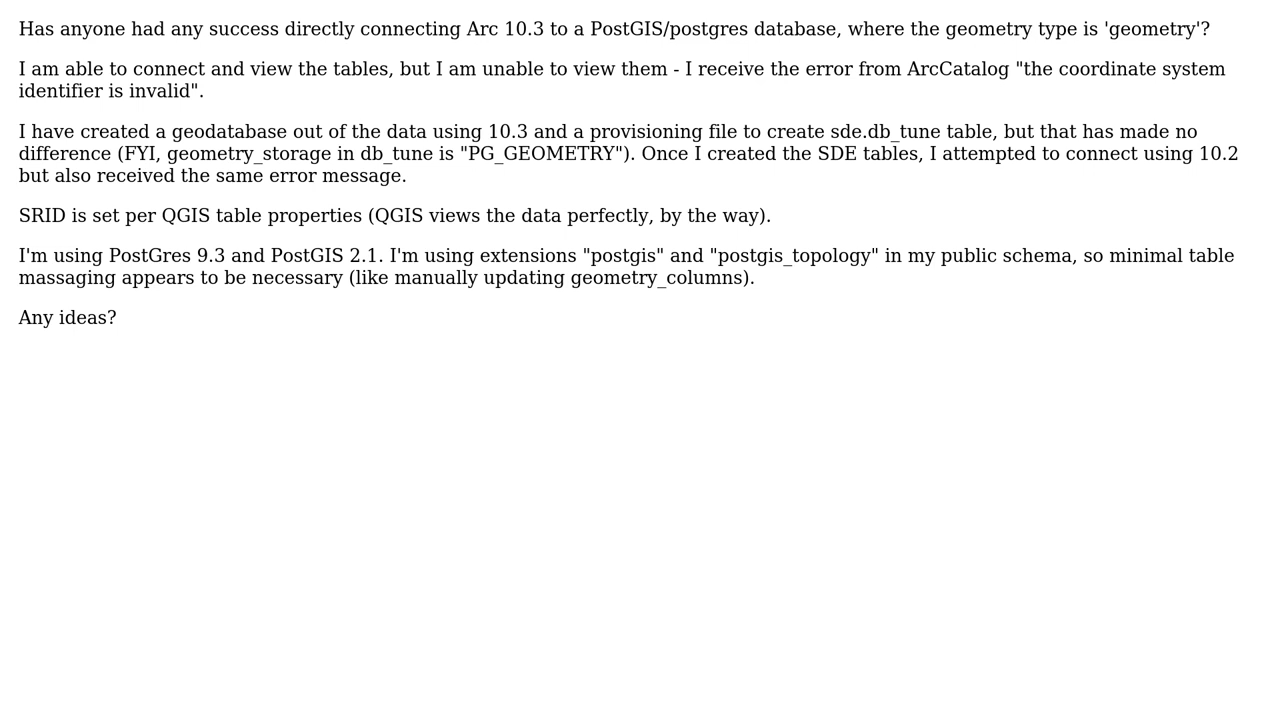 Has anyone had any success directly connecting Arc 10.3 to a PostGIS/postgres database, where the geometry type is 'geometry'?
I am able to connect and view the tables, but I am unable to view them - I receive the error from ArcCatalog "the coordinate system
identifier is invalid".
I have created a geodatabase out of the data using 10.3 and a provisioning file to create sde.db_tune table, but that has made no
difference (FYI, geometry_storage in db_tune is "PG_GEOMETRY"). Once I created the SDE tables, I attempted to connect using 10.2
but also received the same error message.
SRID is set per QGIS table properties (QGIS views the data perfectly, by the way).
I'm using PostGres 9.3 and PostGIS 2.1. I'm using extensions "postgis" and "postgis_topology" in my public schema, so minimal table
massaging appears to be necessary (like manually updating geometry_columns).
Any ideas?